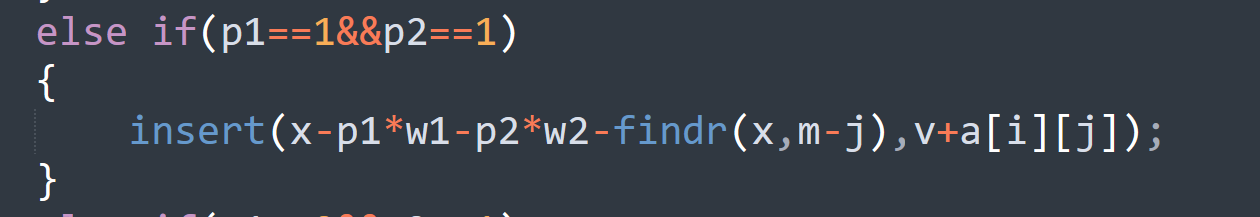 else if(p1==1&&p2==1)
{
insert(x-p1*w1-p2*w2-findr(x,m-j),v+a[i][j]);
}